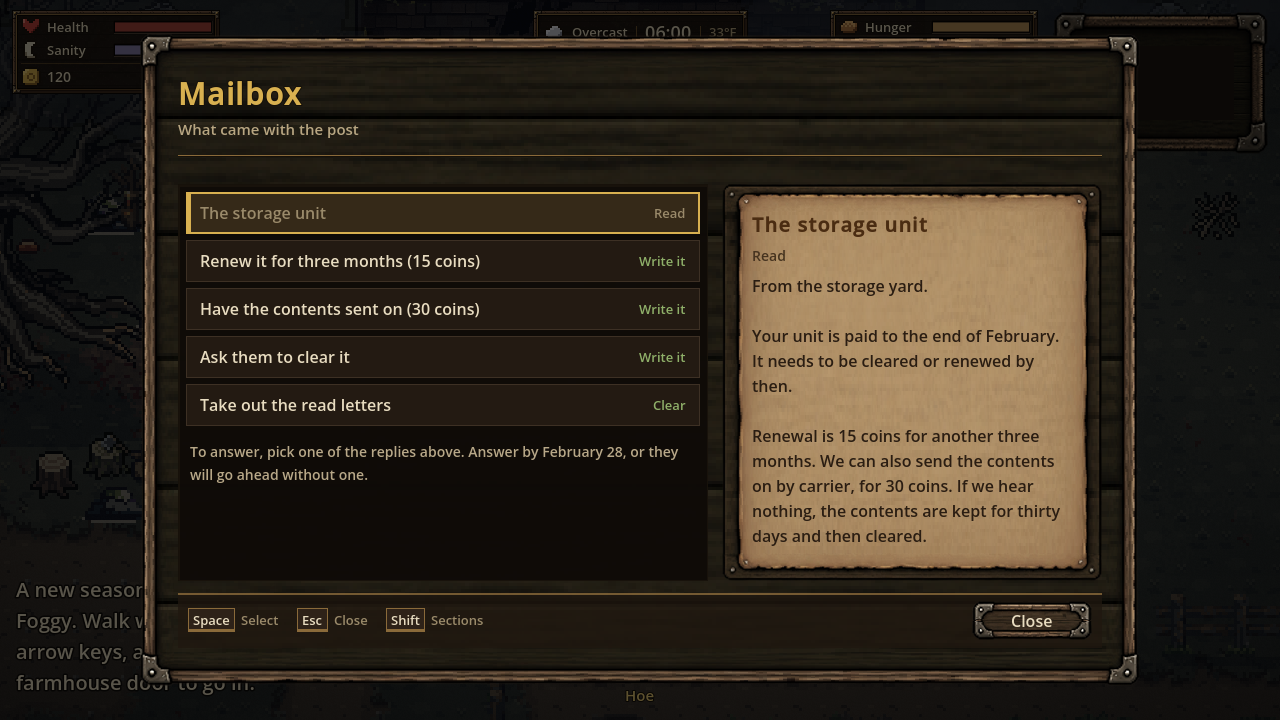 Health
Sanity
120
Overcast 06:00 33°F
Hunger
Mailbox
What came with the post
The storage unit Read
Renew it for three months (15 coins) Write it
Have the contents sent on (30 coins) Write it
Ask them to clear it Write it
Take out the read letters Clear
To answer, pick one of the replies above. Answer by February 28, or they
will go ahead without one.
The storage unit
Read
From the storage yard.
Your unit is paid to the end of February.
It needs to be cleared or renewed by
then.
Renewal is 15 coins for another three
months. We can also send the contents
on by carrier, for 30 coins. If we hear
nothing, the contents are kept for thirty
days and then cleared.
A new season
Foggy. Walk
arrow keys, a
farmhouse door to go in.
Space Select Esc Close Shift Sections
Close
Hoe